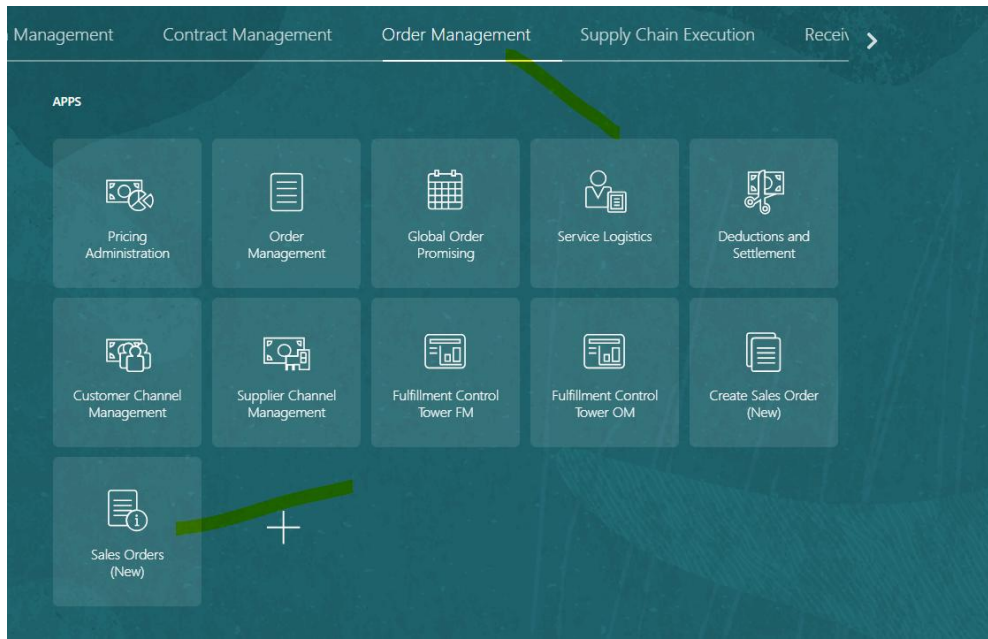 Management Contract Management Order Management Supply Chain Execution Receiv
APPS
Pricing
Administration
Order
Management
Global Order
Promising
Service Logistics
Deductions and
Settlement
Customer Channel
Management
Supplier Channel
Management
Fulfillment Control
Tower FM
Fulfillment Control
Tower OM
Create Sales Order
(New)
Sales Orders
(New)